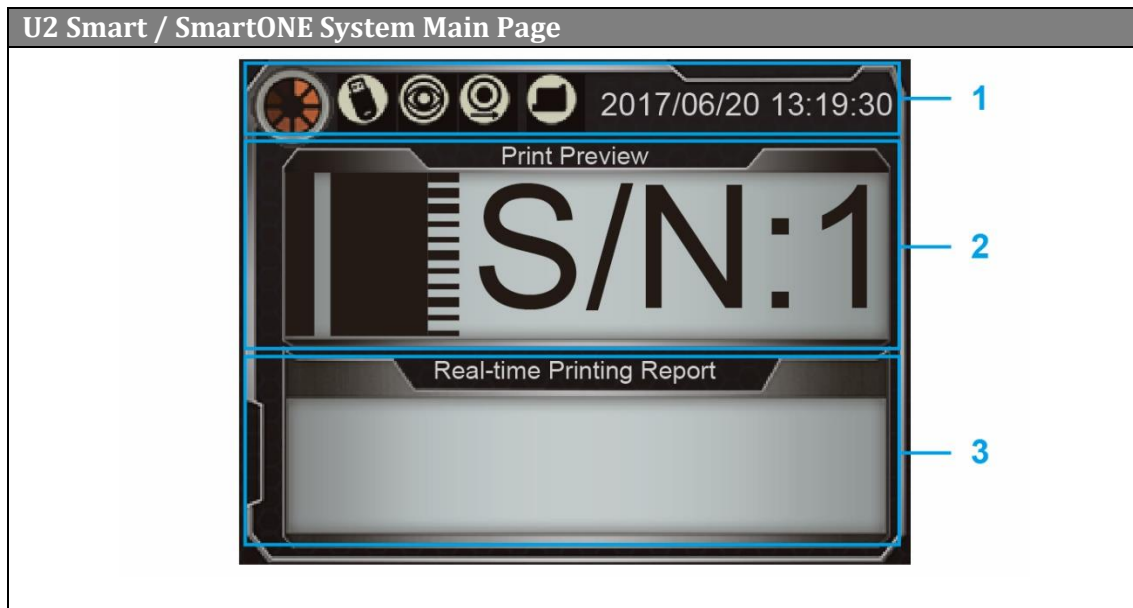 U2 Smart / SmartONE System Main Page
2017/06/20 13:19:30
1
Print Preview
S/N:1
2
Real-time Printing Report
3